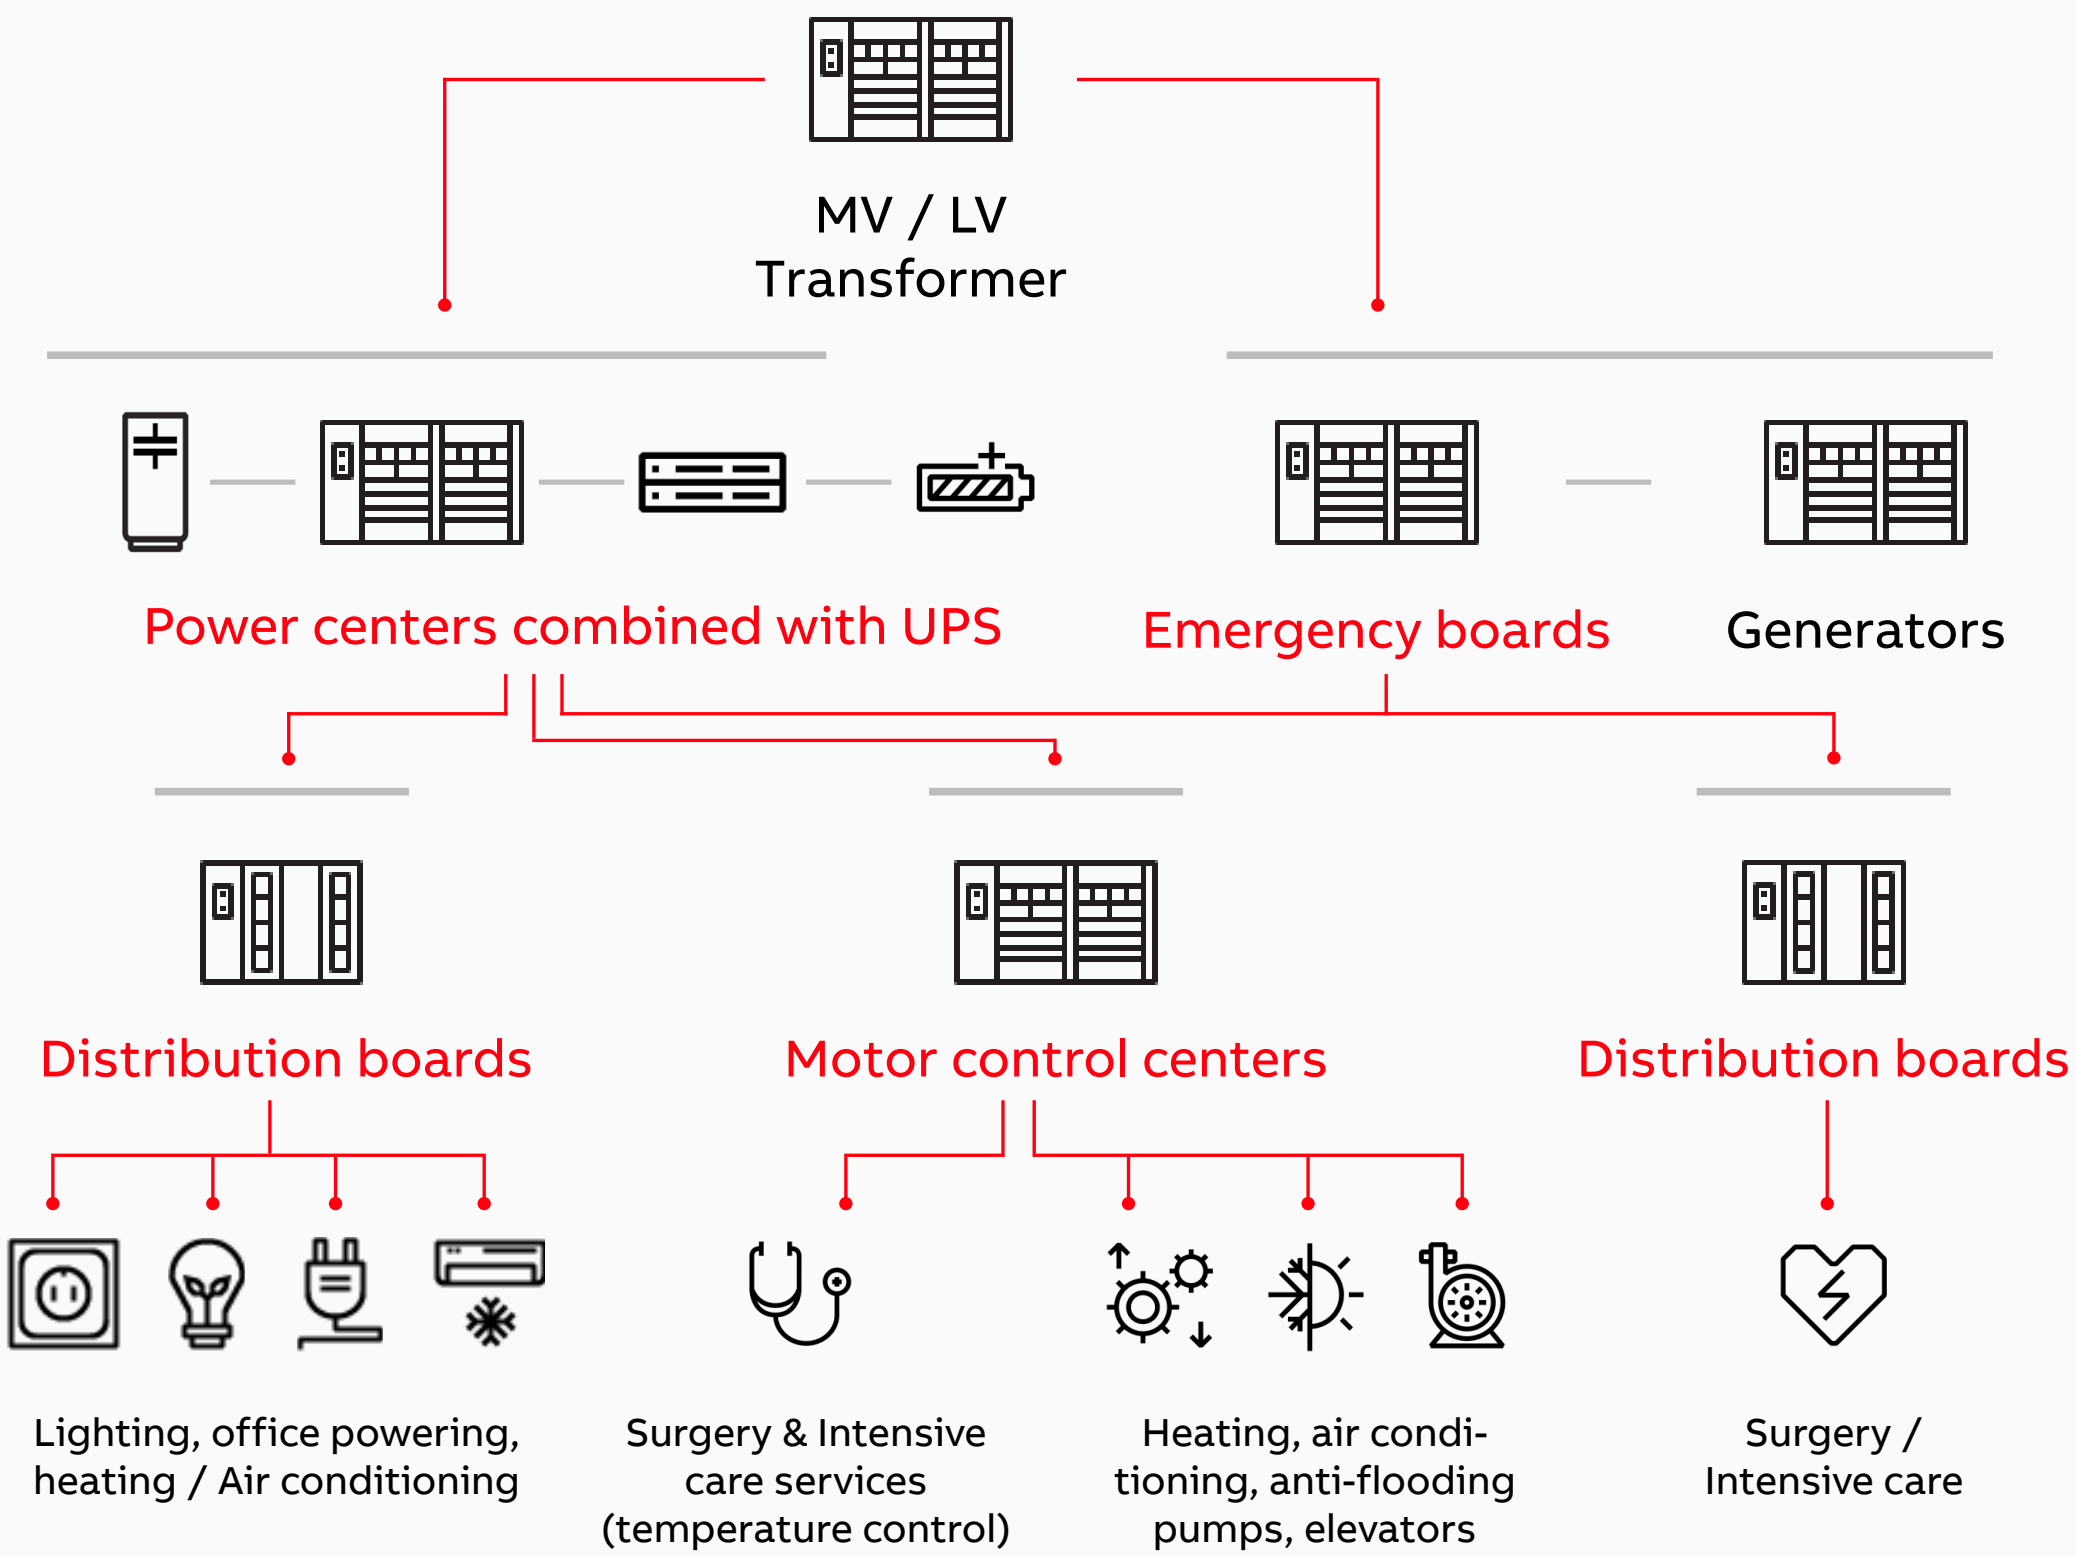 MV / LV
Transformer
Power centers combined with UPS
Emergency boards
Generators
Distribution boards
Motor control centers
Distribution boards
Lighting, office powering,
heating / Air conditioning
Surgery & Intensive
care services
(temperature control)
Heating, air condi-
tioning, anti-flooding
pumps, elevators
Surgery /
Intensive care